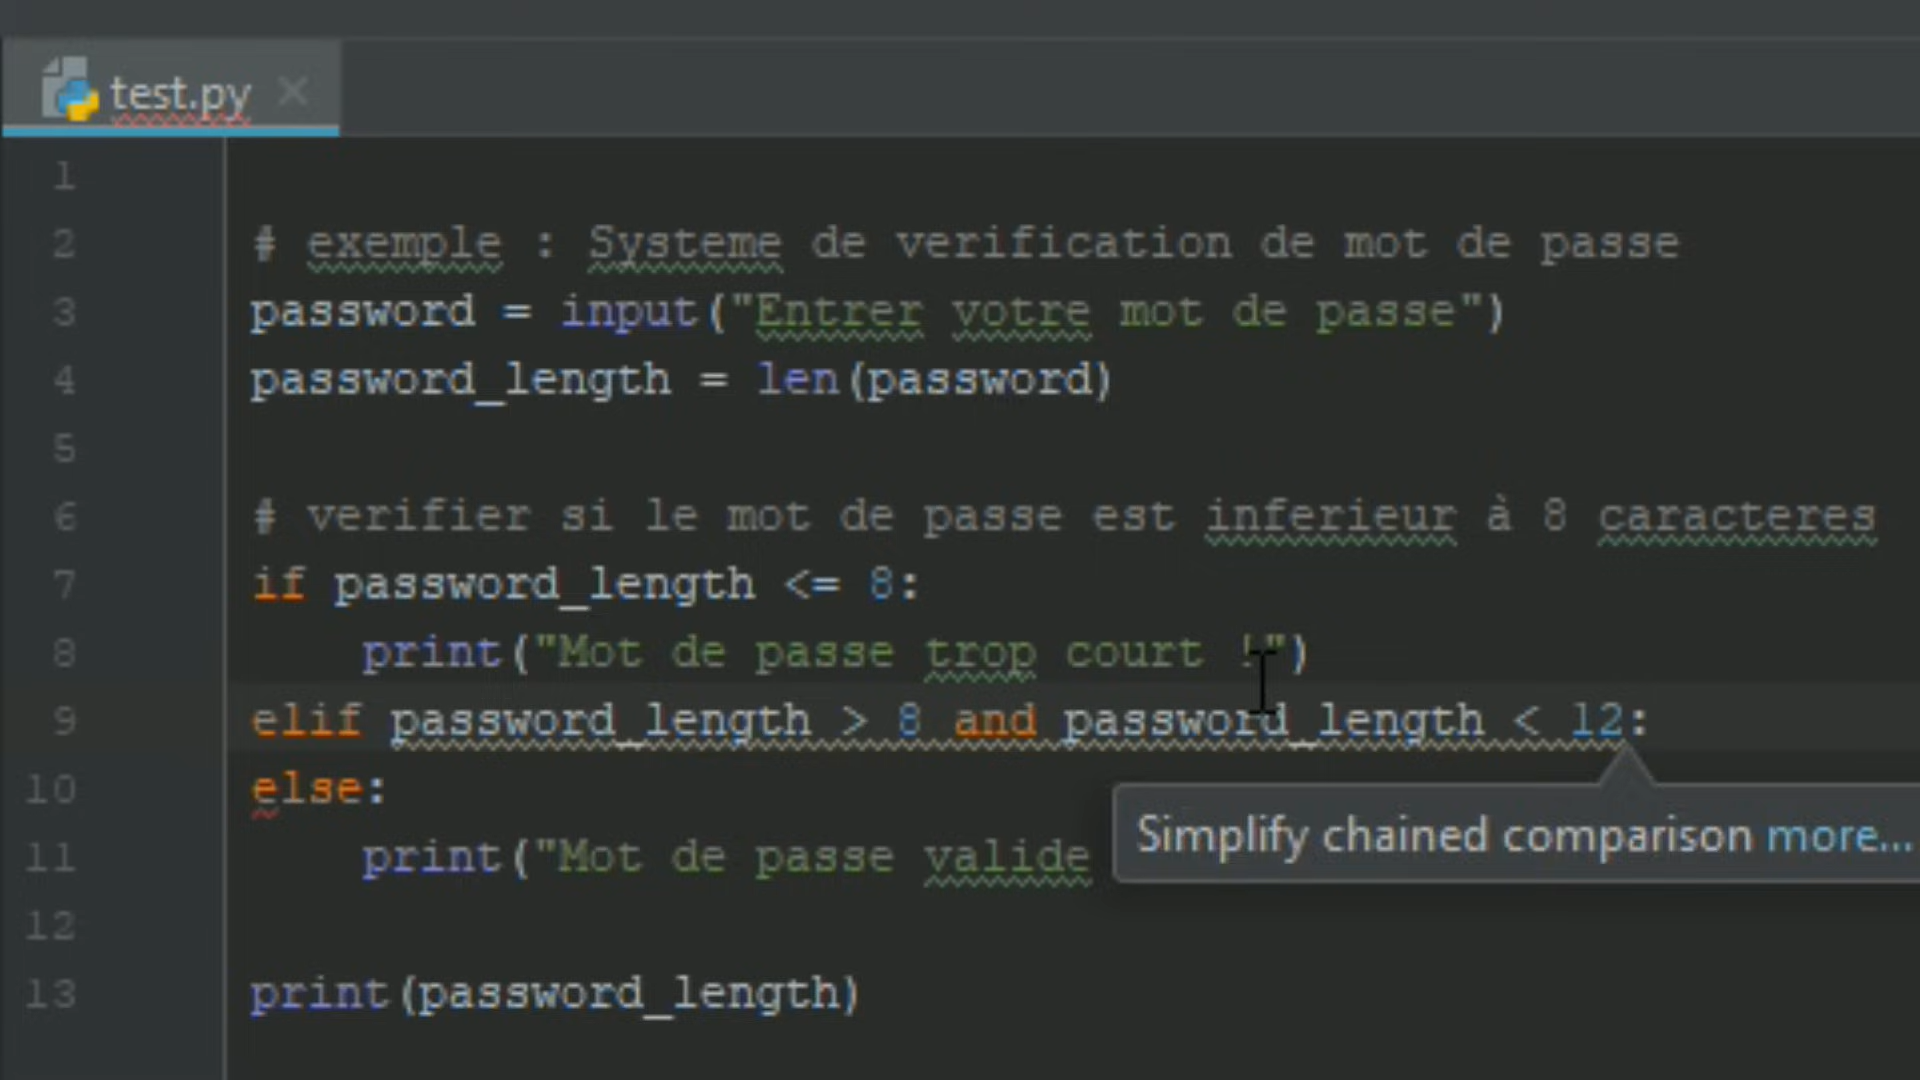 test.py
1
2 # exemple : Systeme de verification de mot de passe
3 password = input("Entrer votre mot de passe")
4 password_length = len(password)
5
6 # verifier si le mot de passe est inferieur à 8 caracteres
7 if password_length <= 8:
8 print("Mot de passe trop court !")
9 elif password_length > 8 and password_length < 12:
10 else:
Simplify chained comparison more...
11 print("Mot de passe valide
12
13 print(password_length)